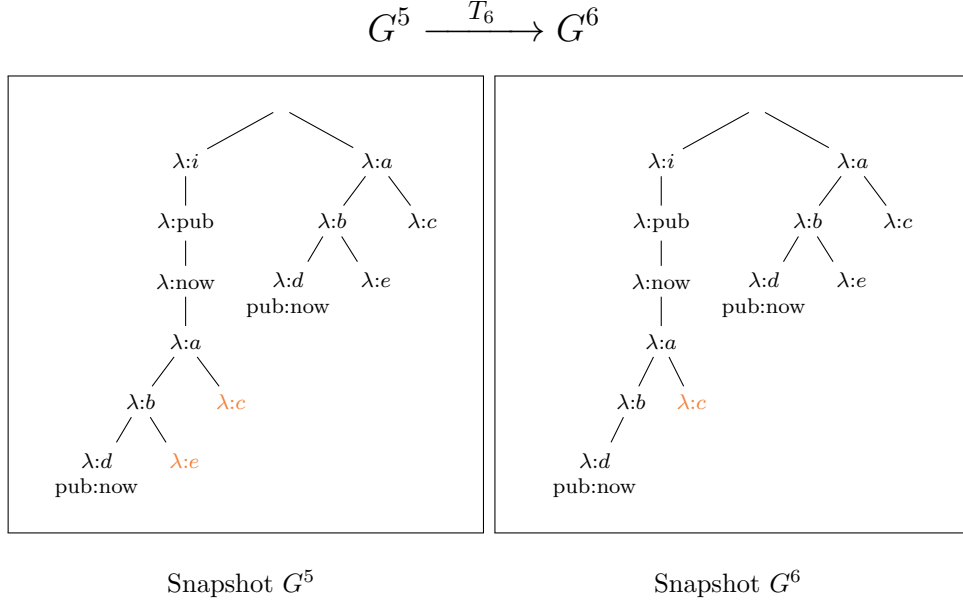 G^5 \xrightarrow{T_6} G^6
λ:i λ:a
λ:pub λ:b λ:c
λ:now λ:d λ:e
pub:now
λ:a
λ:b λ:c
λ:d λ:e
pub:now
Snapshot G^5
λ:i λ:a
λ:pub λ:b λ:c
λ:now λ:d λ:e
pub:now
λ:a
λ:b λ:c
λ:d
pub:now
Snapshot G^6